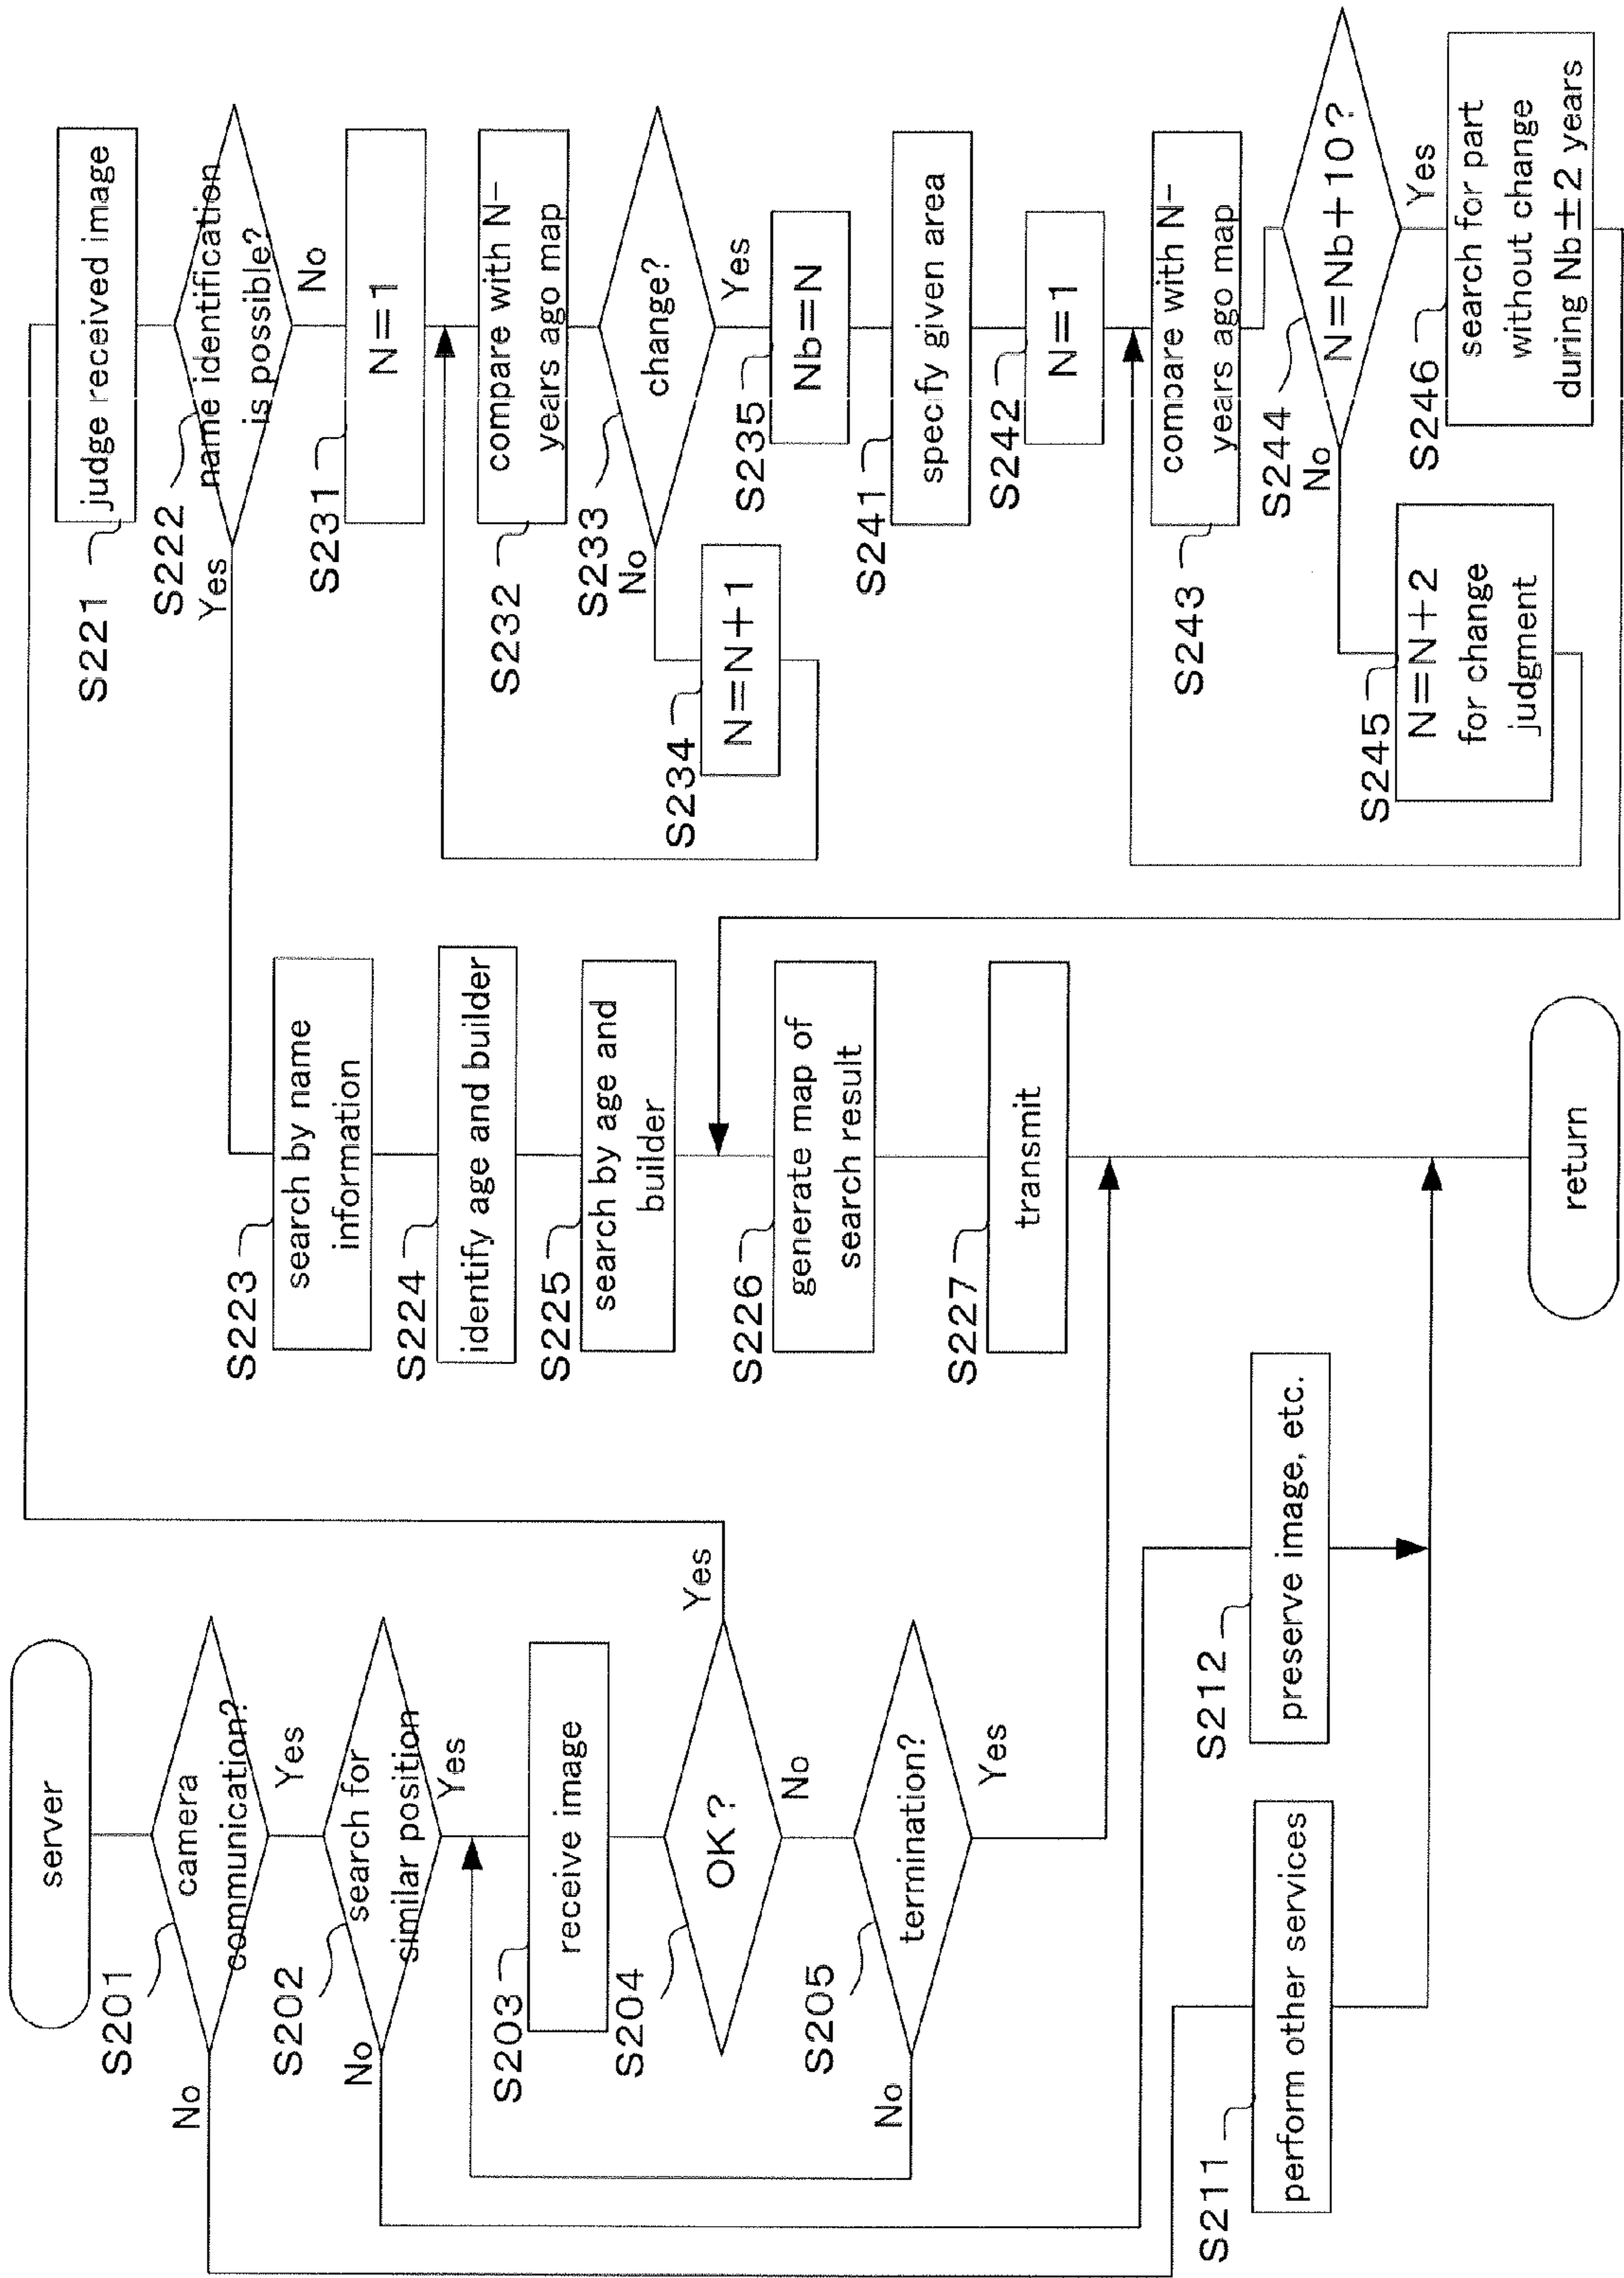 server
S201
camera
communication?
No
Yes
S202
search for
similar position
No
Yes
S203
receive image
S204
OK?
Yes
No
S205
termination?
No
Yes
S211
perform other services
S212
preserve image, etc.
S221
judge received image
S222
name identification
is possible?
Yes
No
S223
search by name
information
S224
identify age and builder
S225
search by age and
builder
S226
generate map of
search result
S227
transmit
return
S231
N=1
S232
compare with N-
years ago map
S233
change?
No
Yes
S234
N=N+1
S235
Nb=N
S241
specify given area
S242
N=1
S243
compare with N-
years ago map
S244
N=Nb+10?
No
Yes
S245
N=N+2
for change
judgment
S246
search for part
without change
during Nb±2 years